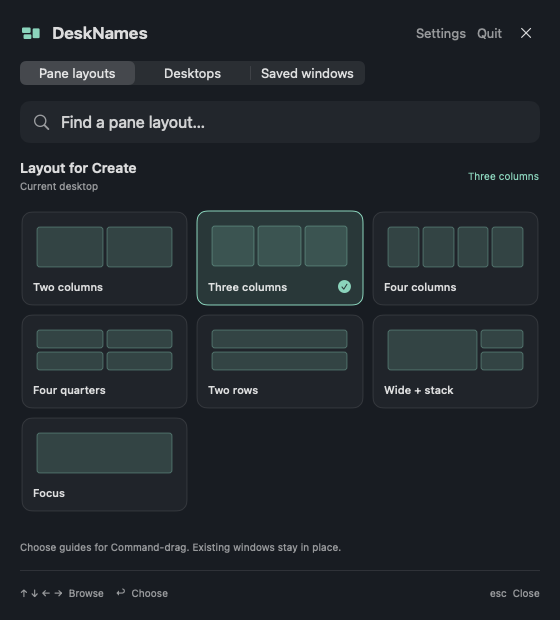 DeskNames
Settings Quit
Pane layouts Desktops Saved windows
Find a pane layout...
Layout for Create
Current desktop
Three columns
Two columns Three columns Four columns
Four quarters Two rows Wide + stack
Focus
Choose guides for Command-drag. Existing windows stay in place.
↑ ↓ ← → Browse ↩ Choose esc Close